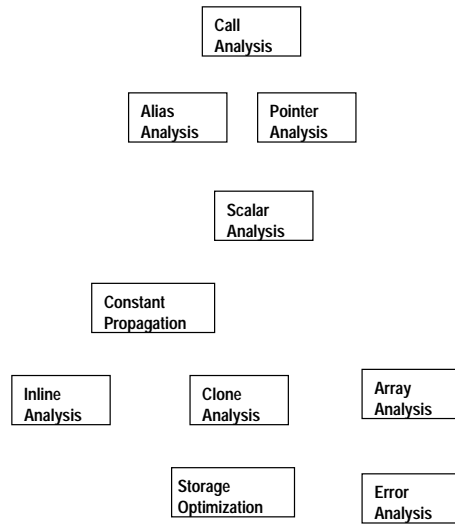 Call
Analysis
Alias
Analysis
Pointer
Analysis
Scalar
Analysis
Constant
Propagation
Inline
Analysis
Clone
Analysis
Array
Analysis
Storage
Optimization
Error
Analysis